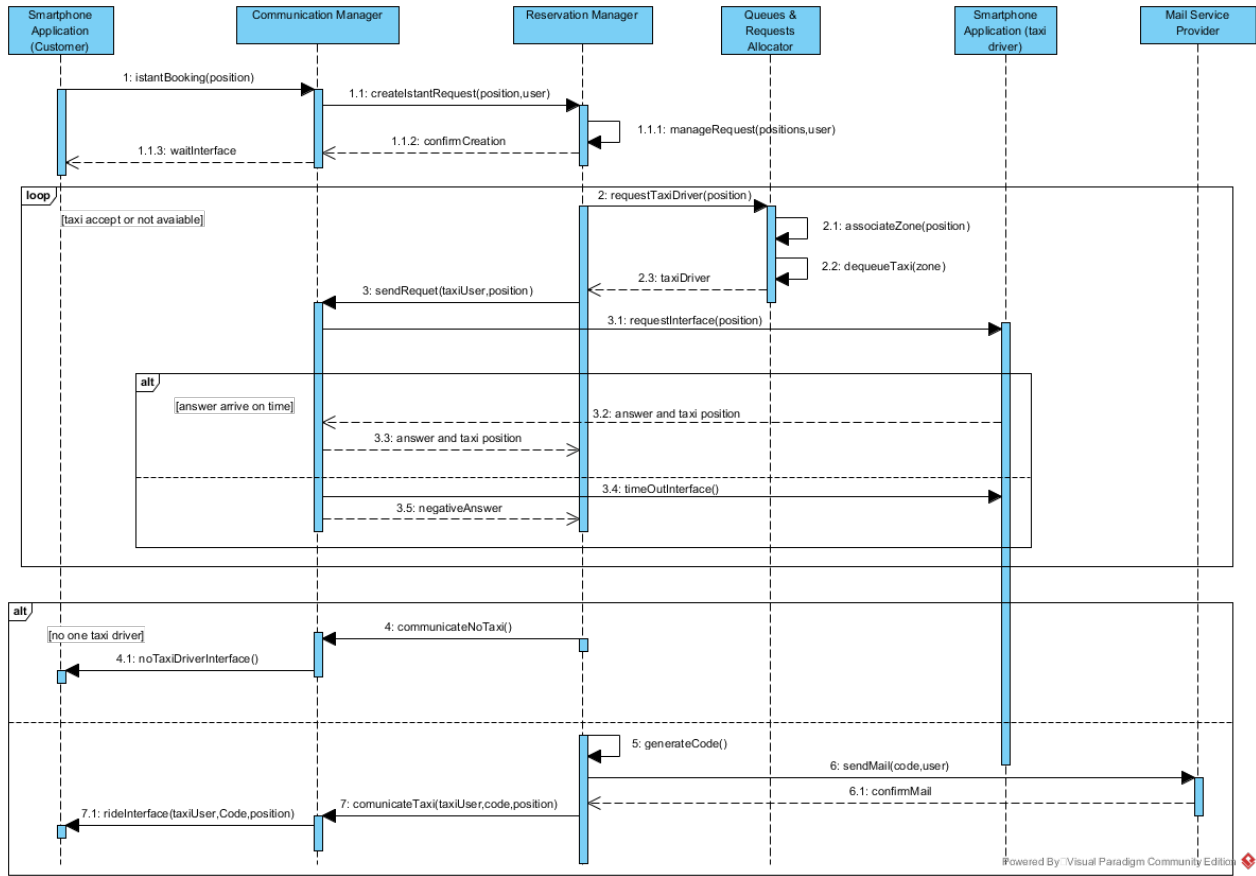 Smartphone
Application
(Customer)
Communication Manager
Reservation Manager
Queues &
Requests
Allocator
Smartphone
Application (taxi
driver)
Mail Service
Provider
1: istantBooking(position)
1.1: createIstantRequest(position,user)
1.1.1: manageRequest(positions,user)
1.1.2: confirmCreation
1.1.3: waitInterface
loop
[taxi accept or not avaiable]
2: requestTaxiDriver(position)
2.1: associateZone(position)
2.2: dequeueTaxi(zone)
2.3: taxiDriver
3: sendRequet(taxiUser,position)
3.1: requestInterface(position)
alt
[answer arrive on time]
3.2: answer and taxi position
3.3: answer and taxi position
3.4: timeOutInterface()
3.5: negativeAnswer
alt
[no one taxi driver]
4: communicateNoTaxi()
4.1: noTaxiDriverInterface()
5: generateCode()
6: sendMail(code,user)
6.1: confirmMail
7: comunicateTaxi(taxiUser,code,position)
7.1: rideInterface(taxiUser,Code,position)
Powered By Visual Paradigm Community Edition